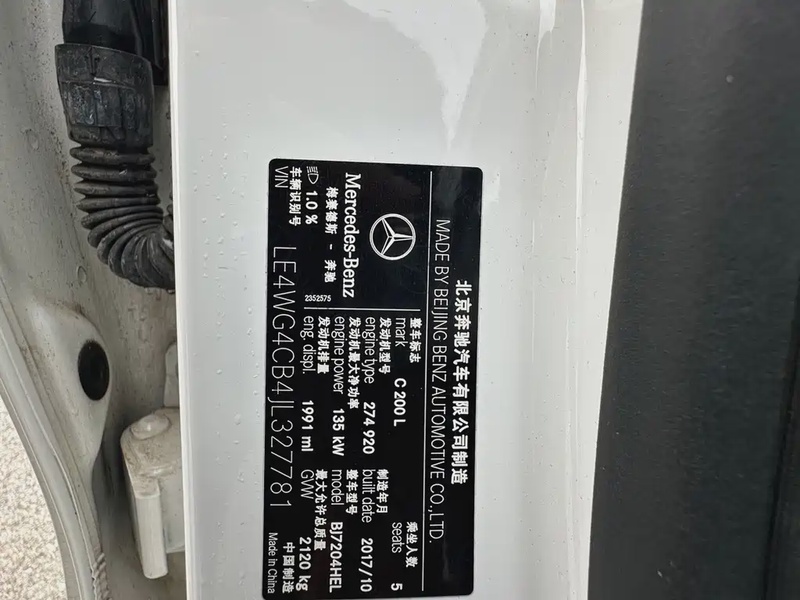 北京奔驰汽车有限公司制造
MADE BY BEIJING BENZ AUTOMOTIVE CO.,LTD.
Mercedes-Benz
梅赛德斯 - 奔驰
1.0 %
2352575
整车标志
mark C 200 L
乘坐人数
seats 5
发动机型号
engine type 274 920
制造年月
built date 2017/10
发动机最大净功率
engine power 135 kW
整车型号
model BJ7204HEL
发动机排量
eng. displ. 1991 ml
最大允许总质量
GVW 2120 kg
车辆识别号
VIN LE4WG4CB4JL327781
中国制造
Made in China